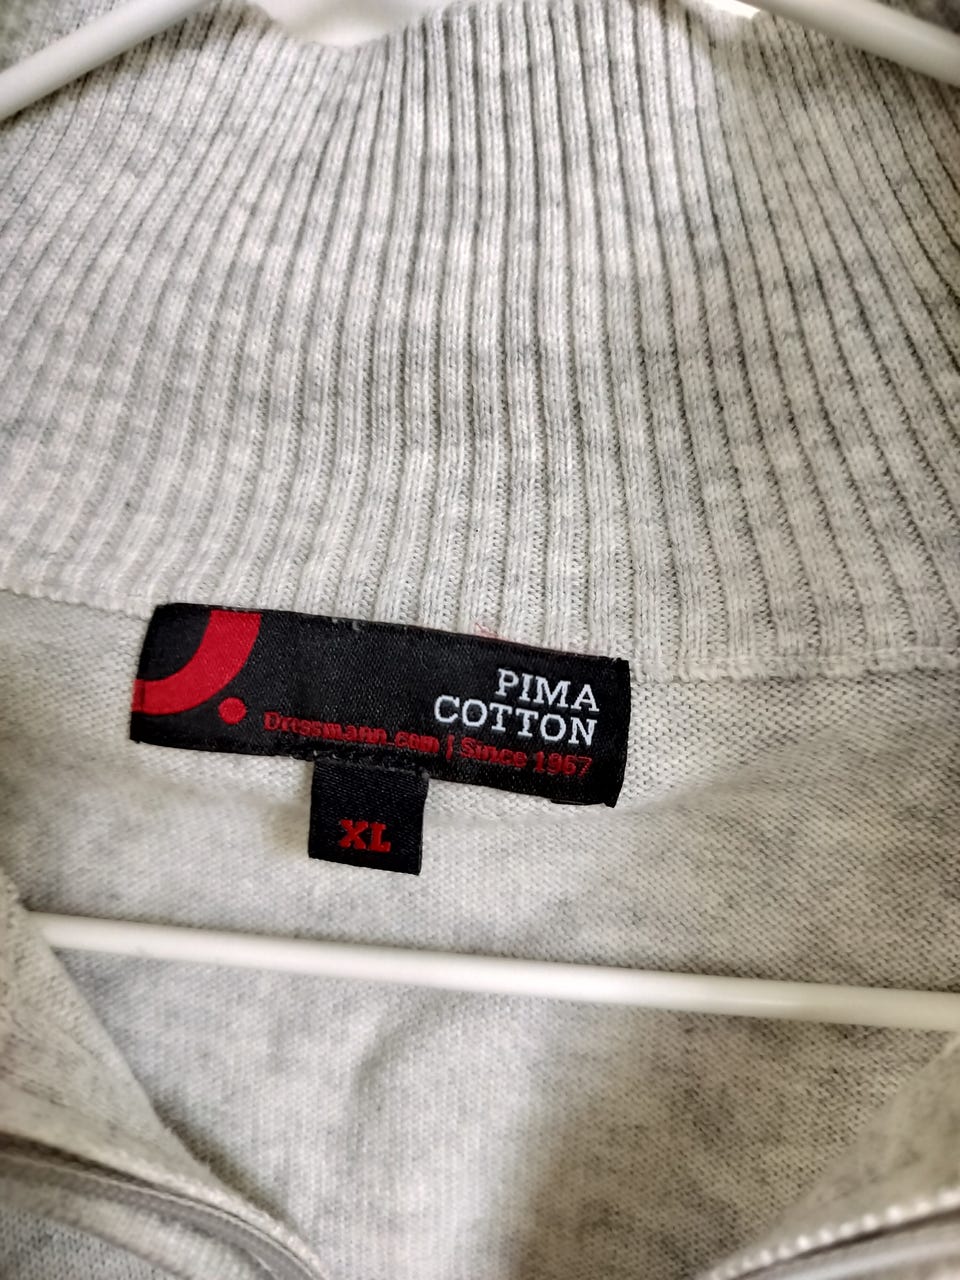 PIMA
COTTON
Dressmann.com | Since 1967
XL